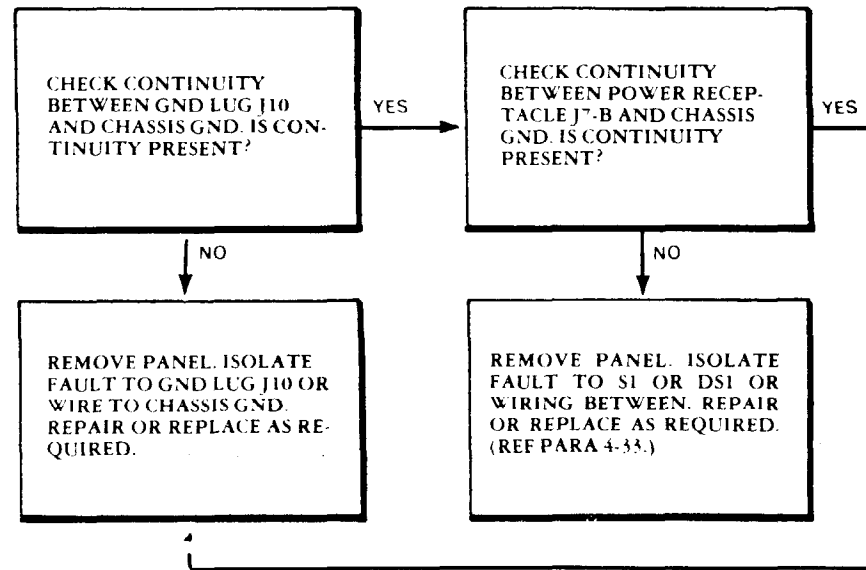 CHECK CONTINUITY
BETWEEN GND LUG J10
AND CHASSIS GND. IS CON-
TINUITY PRESENT?
YES
CHECK CONTINUITY
BETWEEN POWER RECEP-
TACLE J7-B AND CHASSIS
GND. IS CONTINUITY
PRESENT?
YES
NO
NO
REMOVE PANEL. ISOLATE
FAULT TO GND LUG J10 OR
WIRE TO CHASSIS GND.
REPAIR OR REPLACE AS RE-
QUIRED.
REMOVE PANEL. ISOLATE
FAULT TO S1 OR DS1 OR
WIRING BETWEEN. REPAIR
OR REPLACE AS REQUIRED.
(REF PARA 4-33.)